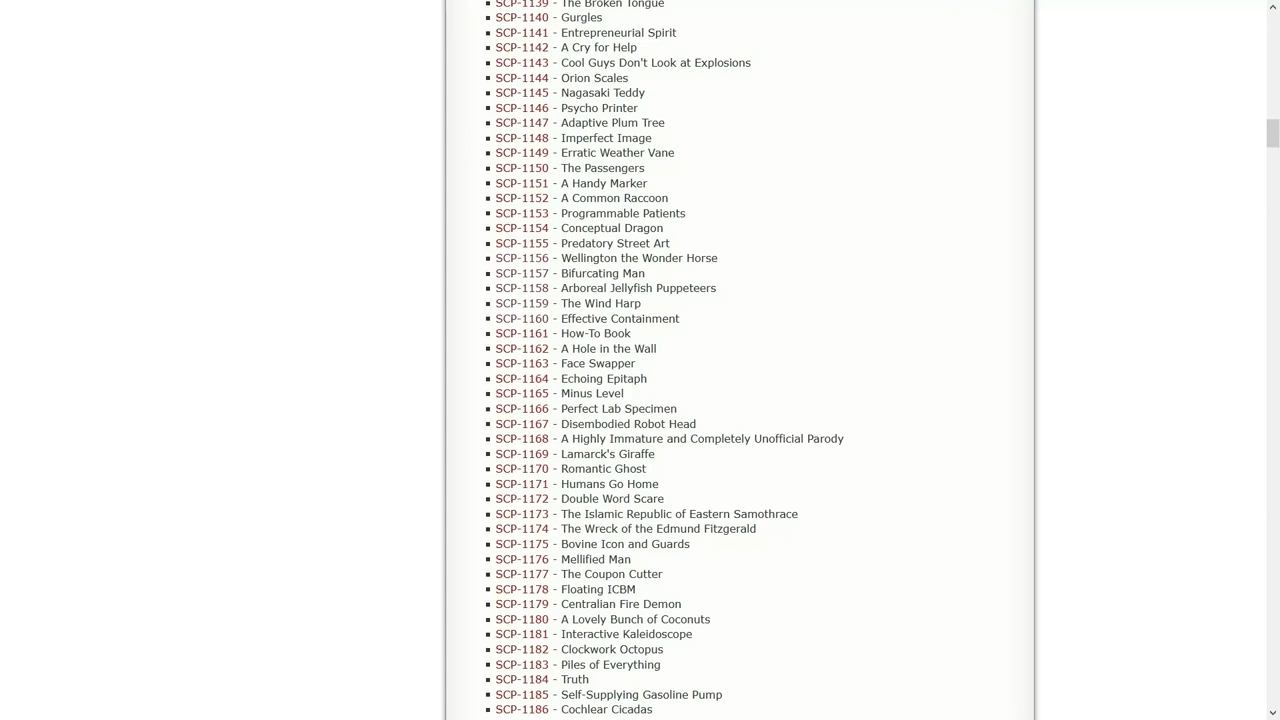 SCP-1139 - The Broken Tongue
SCP-1140 - Gurgles
SCP-1141 - Entrepreneurial Spirit
SCP-1142 - A Cry for Help
SCP-1143 - Cool Guys Don't Look at Explosions
SCP-1144 - Orion Scales
SCP-1145 - Nagasaki Teddy
SCP-1146 - Psycho Printer
SCP-1147 - Adaptive Plum Tree
SCP-1148 - Imperfect Image
SCP-1149 - Erratic Weather Vane
SCP-1150 - The Passengers
SCP-1151 - A Handy Marker
SCP-1152 - A Common Raccoon
SCP-1153 - Programmable Patients
SCP-1154 - Conceptual Dragon
SCP-1155 - Predatory Street Art
SCP-1156 - Wellington the Wonder Horse
SCP-1157 - Bifurcating Man
SCP-1158 - Arboreal Jellyfish Puppeteers
SCP-1159 - The Wind Harp
SCP-1160 - Effective Containment
SCP-1161 - How-To Book
SCP-1162 - A Hole in the Wall
SCP-1163 - Face Swapper
SCP-1164 - Echoing Epitaph
SCP-1165 - Minus Level
SCP-1166 - Perfect Lab Specimen
SCP-1167 - Disembodied Robot Head
SCP-1168 - A Highly Immature and Completely Unofficial Parody
SCP-1169 - Lamarck's Giraffe
SCP-1170 - Romantic Ghost
SCP-1171 - Humans Go Home
SCP-1172 - Double Word Scare
SCP-1173 - The Islamic Republic of Eastern Samothrace
SCP-1174 - The Wreck of the Edmund Fitzgerald
SCP-1175 - Bovine Icon and Guards
SCP-1176 - Mellified Man
SCP-1177 - The Coupon Cutter
SCP-1178 - Floating ICBM
SCP-1179 - Centralian Fire Demon
SCP-1180 - A Lovely Bunch of Coconuts
SCP-1181 - Interactive Kaleidoscope
SCP-1182 - Clockwork Octopus
SCP-1183 - Piles of Everything
SCP-1184 - Truth
SCP-1185 - Self-Supplying Gasoline Pump
SCP-1186 - Cochlear Cicadas